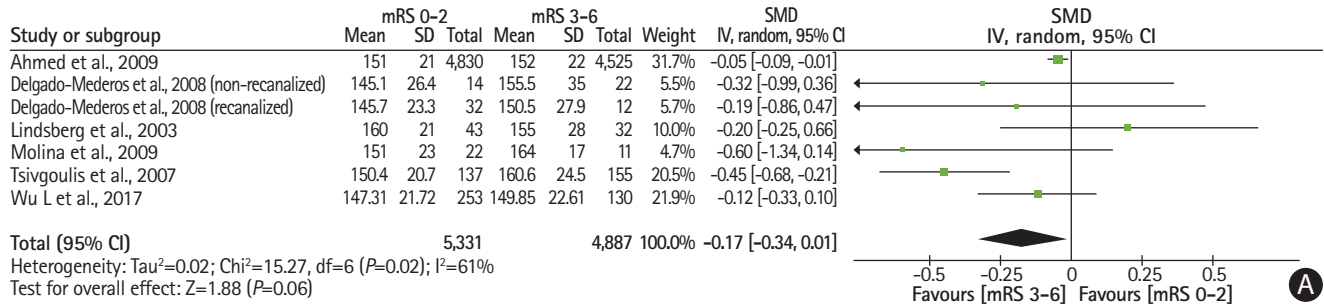 mRS 0–2 mRS 3–6 SMD SMD
Study or subgroup Mean SD Total Mean SD Total Weight IV, random, 95% CI IV, random, 95% CI
Ahmed et al., 2009 151 21 4,830 152 22 4,525 31.7% –0.05 [–0.09, –0.01]
Delgado-Mederos et al., 2008 (non-recanalized) 145.1 26.4 14 155.5 35 22 5.5% –0.32 [–0.99, 0.36]
Delgado-Mederos et al., 2008 (recanalized) 145.7 23.3 32 150.5 27.9 12 5.7% –0.19 [–0.86, 0.47]
Lindsberg et al., 2003 160 21 43 155 28 32 10.0% –0.20 [–0.25, 0.66]
Molina et al., 2009 151 23 22 164 17 11 4.7% –0.60 [–1.34, 0.14]
Tsivgoulis et al., 2007 150.4 20.7 137 160.6 24.5 155 20.5% –0.45 [–0.68, –0.21]
Wu L et al., 2017 147.31 21.72 253 149.85 22.61 130 21.9% –0.12 [–0.33, 0.10]
Total (95% CI) 5,331 4,887 100.0% –0.17 [–0.34, 0.01]
Heterogeneity: Tau²=0.02; Chi²=15.27, df=6 (P=0.02); I²=61%
Test for overall effect: Z=1.88 (P=0.06)
–0.5 –0.25 0 0.25 0.5
Favours [mRS 3–6] Favours [mRS 0–2]
A